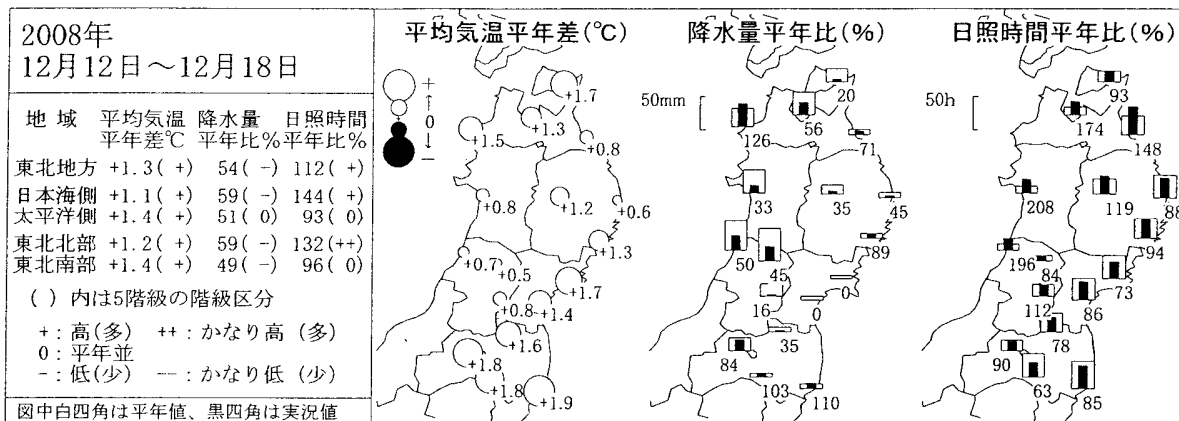 2008年
12月12日～12月18日
地 域 平均気温 降水量 日照時間
平年差℃ 平年比% 平年比%
東北地方 +1.3( +) 54( -) 112( +)
日本海側 +1.1( +) 59( -) 144( +)
太平洋側 +1.4( +) 51( 0) 93( 0)
東北北部 +1.2( +) 59( -) 132(++)
東北南部 +1.4( +) 49( -) 96( 0)
( ) 内は5階級の階級区分
+ : 高(多) ++ : かなり高 (多)
0 : 平年並
- : 低(少) -- : かなり低 (少)
図中白四角は平年値、黒四角は実況値
平均気温平年差(℃)
+
↑
0
↓
-
+1.7
+1.3
+1.5
+0.8
+0.8
+1.2
+0.6
+1.3
+0.7
+0.5
+1.7
+0.8
+1.4
+1.6
+1.8
+1.8
+1.9
降水量平年比(%)
50mm
20
126
56
71
33
35
45
89
50
45
0
16
0
35
84
103
110
日照時間平年比(%)
50h
93
174
148
208
119
88
94
196
84
73
112
86
78
90
63
85